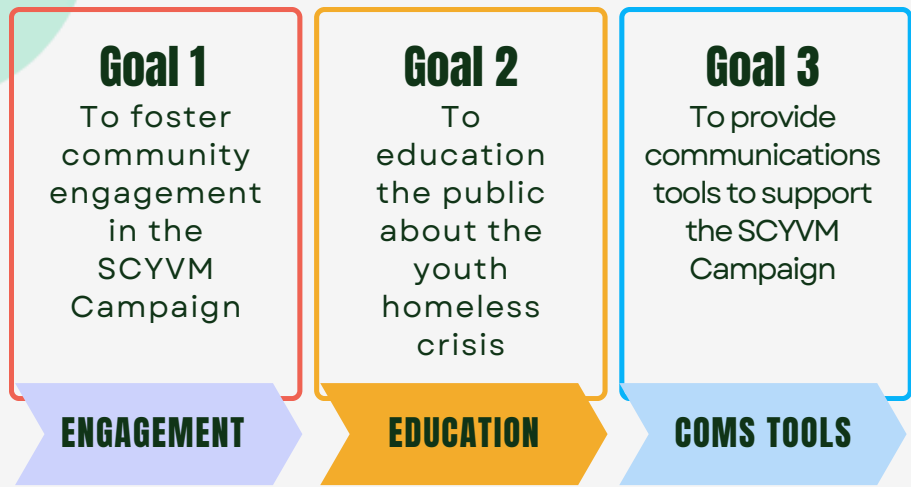 Goal 1
To foster
community
engagement
in the
SCYVM
Campaign
ENGAGEMENT
Goal 2
To
education
the public
about the
youth
homeless
crisis
EDUCATION
Goal 3
To provide
communications
tools to support
the SCYVM
Campaign
COMS TOOLS